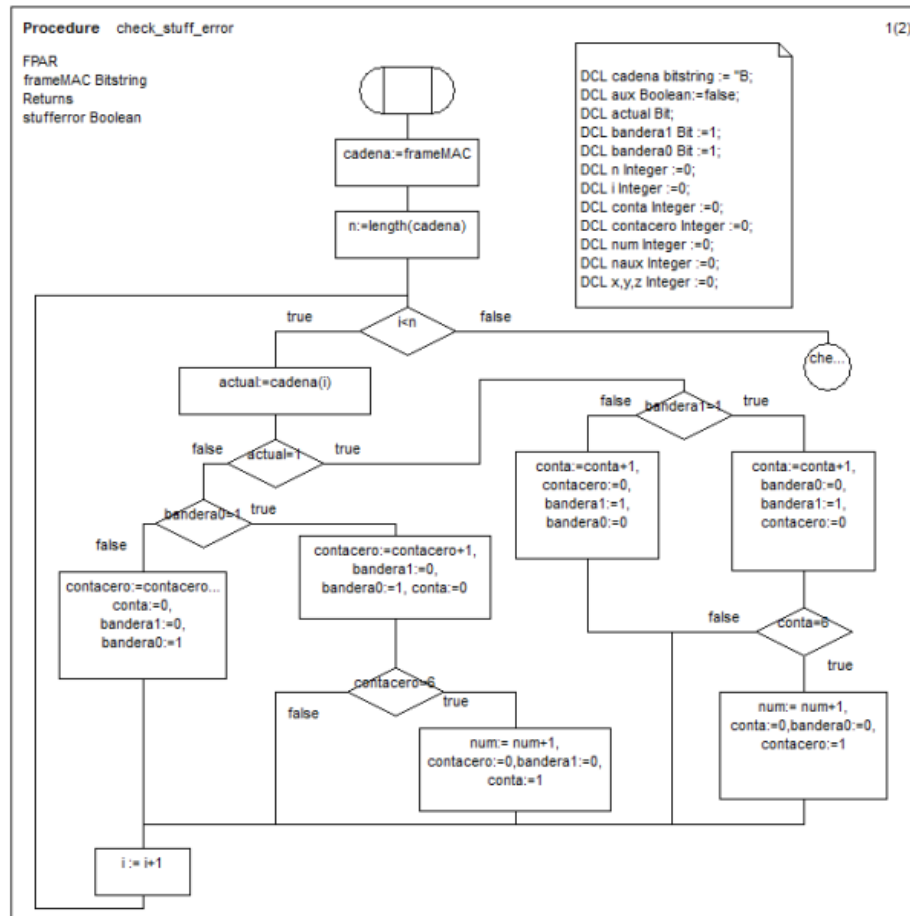 Procedure check_stuff_error
1(2)
FPAR
frameMAC Bitstring
Returns
stufferror Boolean
DCL cadena bitstring := ''B;
DCL aux Boolean:=false;
DCL actual Bit;
DCL bandera1 Bit :=1;
DCL bandera0 Bit :=1;
DCL n Integer :=0;
DCL i Integer :=0;
DCL conta Integer :=0;
DCL contacero Integer :=0;
DCL num Integer :=0;
DCL naux Integer :=0;
DCL x,y,z Integer :=0;
cadena:=frameMAC
n:=length(cadena)
i<n
true
false
che...
actual:=cadena(i)
actual=1
false
true
bandera1=1
false
true
conta:=conta+1,
contacero:=0,
bandera1:=1,
bandera0:=0
conta:=conta+1,
bandera0:=0,
bandera1:=1,
contacero:=0
bandera0=1
false
true
contacero:=contacero...
conta:=0,
bandera1:=0,
bandera0:=1
contacero:=contacero+1,
bandera1:=0,
bandera0:=1, conta:=0
conta=6
false
true
contacero=6
false
true
num:= num+1,
contacero:=0,bandera1:=0,
conta:=1
num:= num+1,
conta:=0,bandera0:=0,
contacero:=1
i := i+1